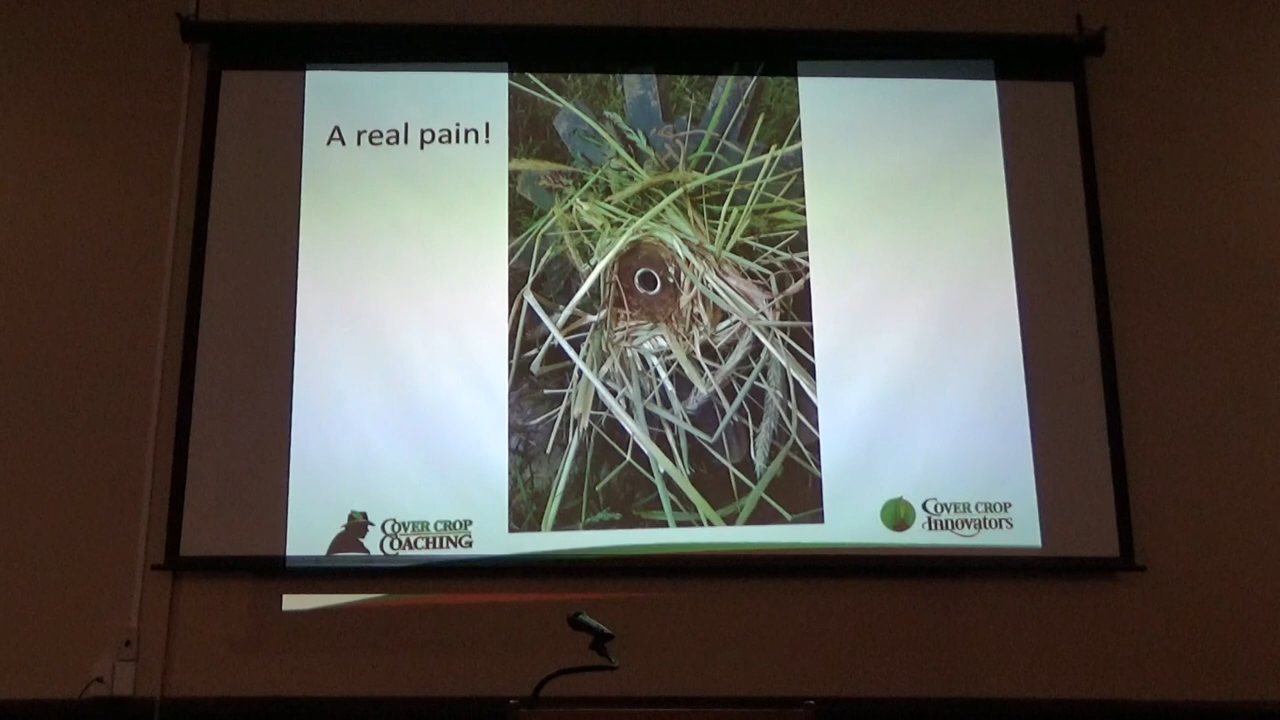 A real pain!
COVER CROP
COACHING
COVER CROP
INNOVATORS